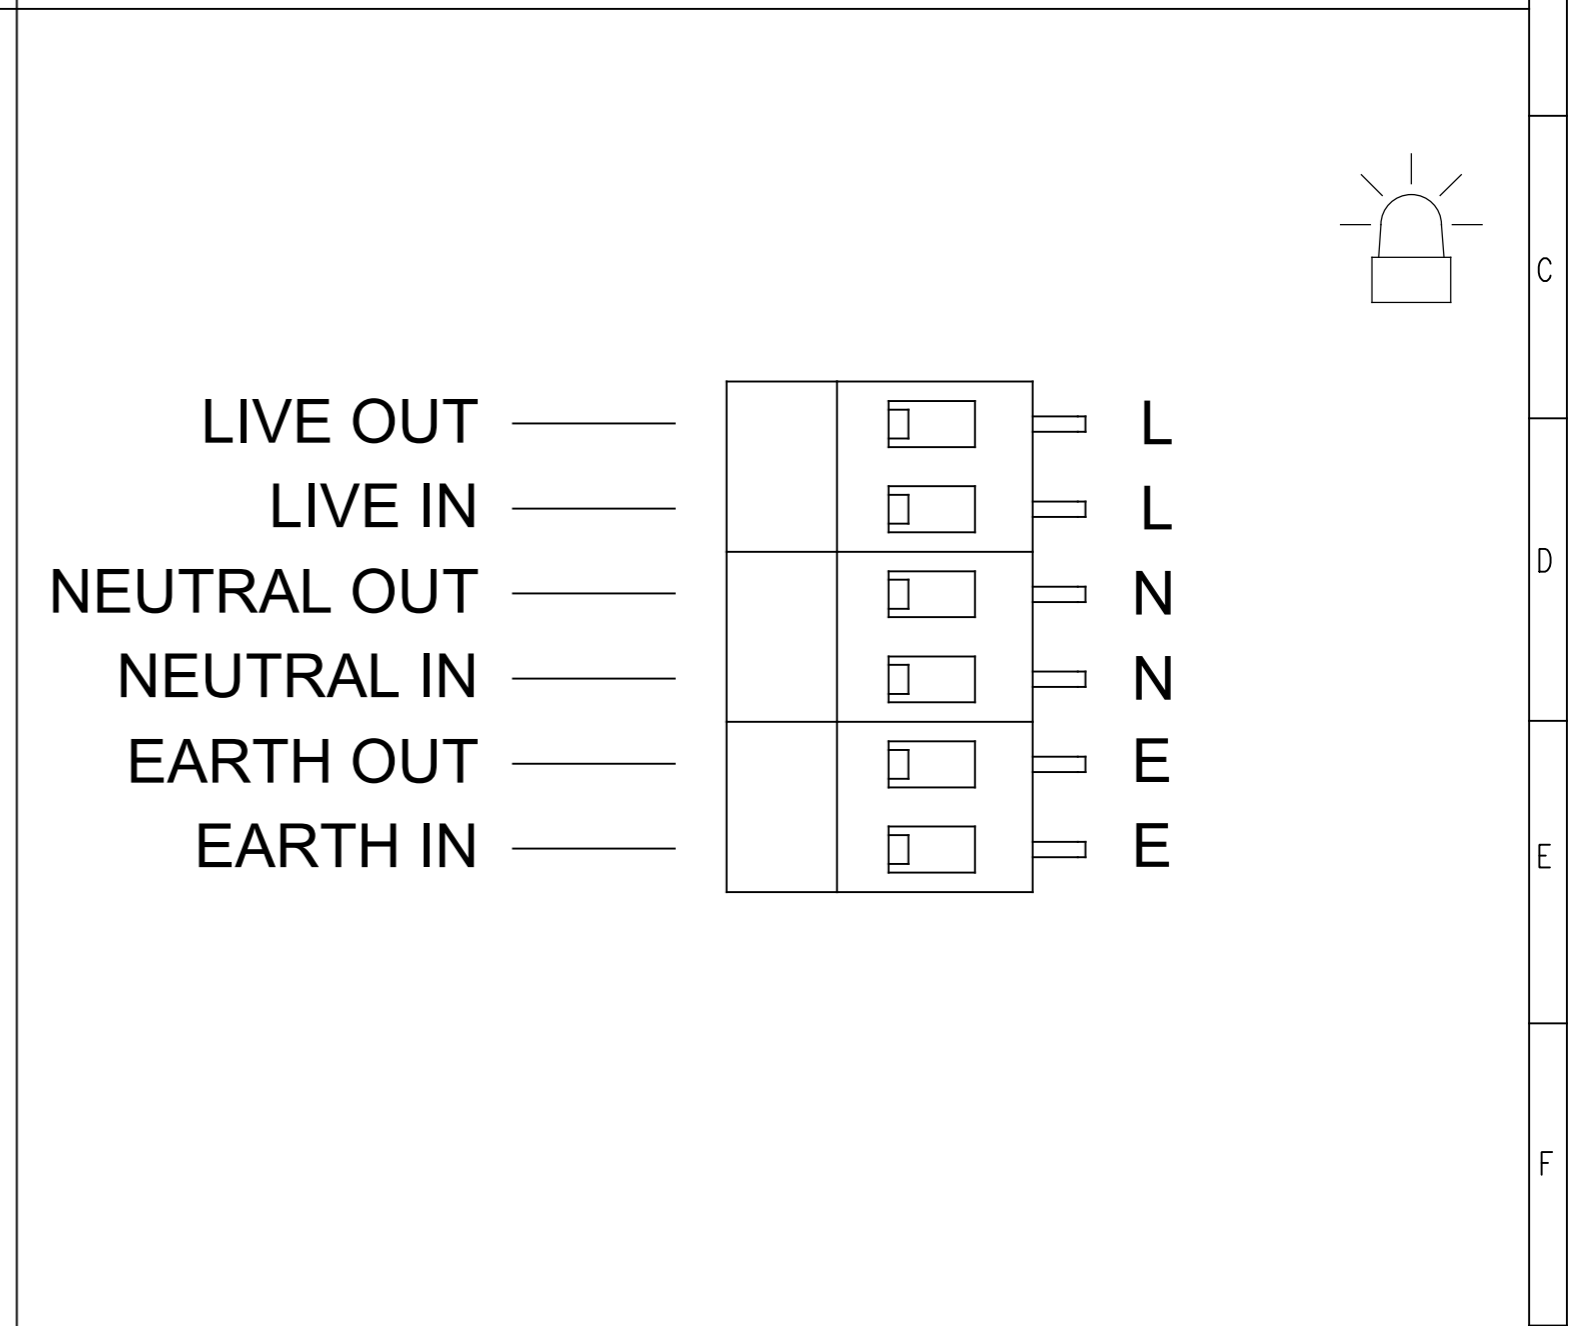 C
LIVE OUT L
LIVE IN L
D
NEUTRAL OUT N
NEUTRAL IN N
EARTH OUT E
EARTH IN E
E
F